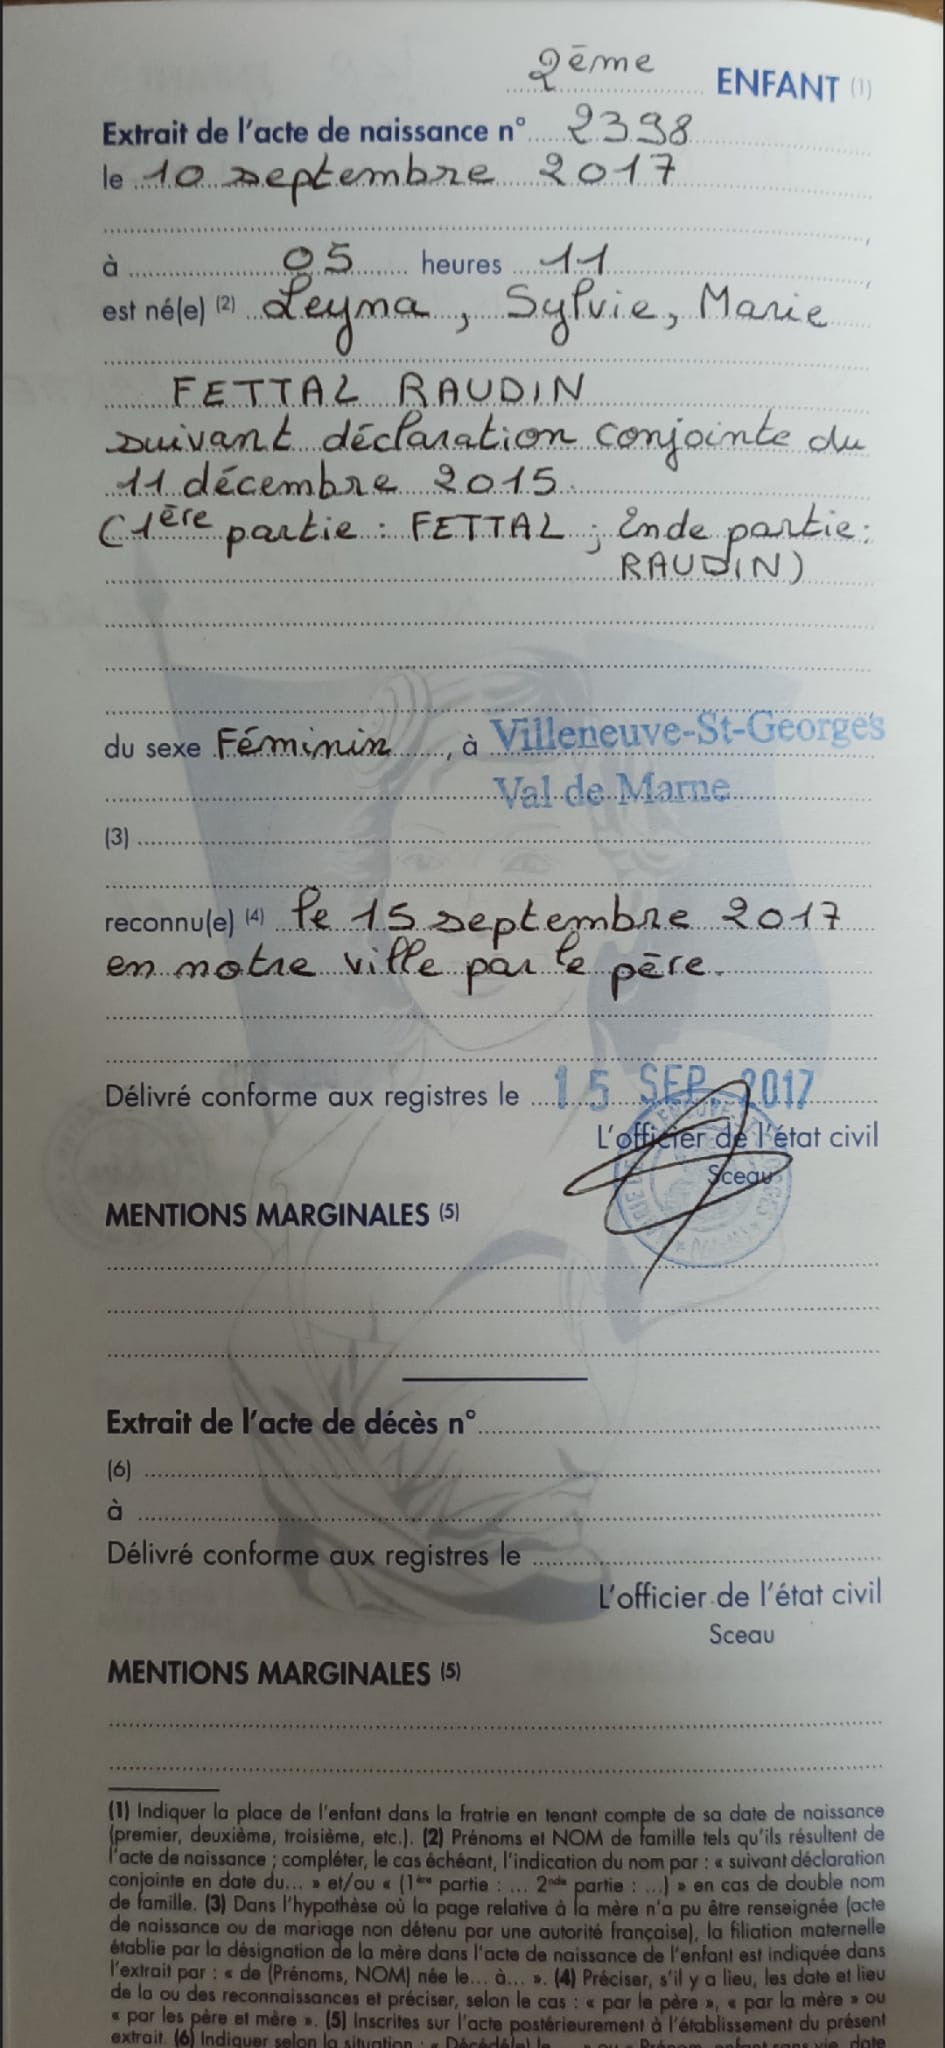 2ème ENFANT (1)
Extrait de l'acte de naissance n° 2398
le 10 septembre 2017
,
à 05 heures 11 ,
est né(e) (2) Leyna, Sylvie, Marie
FETTAL RAUDIN
suivant déclaration conjointe du
11 décembre 2015.
(1ère partie : FETTAL ; 2nde partie :
RAUDIN)
du sexe Féminin , à Villeneuve-St-Georges
Val de Marne
(3)
reconnu(e) (4) le 15 septembre 2017
en notre ville par le père.
Délivré conforme aux registres le 15 SEP. 2017
L'officier de l'état civil
Sceau
MENTIONS MARGINALES (5)
Extrait de l'acte de décès n°
(6)
à
Délivré conforme aux registres le
L'officier de l'état civil
Sceau
MENTIONS MARGINALES (5)
(1) Indiquer la place de l'enfant dans la fratrie en tenant compte de sa date de naissance
(premier, deuxième, troisième, etc.). (2) Prénoms et NOM de famille tels qu'ils résultent de
l'acte de naissance ; compléter, le cas échéant, l'indication du nom par : « suivant déclaration
conjointe en date du... » et/ou « (1ère partie : ... 2nde partie : ...) » en cas de double nom
de famille. (3) Dans l'hypothèse où la page relative à la mère n'a pu être renseignée (acte
de naissance ou de mariage non détenu par une autorité française), la filiation maternelle
établie par la désignation de la mère dans l'acte de naissance de l'enfant est indiquée dans
l'extrait par : « de (Prénoms, NOM) née le... à... ». (4) Préciser, s'il y a lieu, les date et lieu
de la ou des reconnaissances et préciser, selon le cas : « par le père », « par la mère » ou
« par les père et mère ». (5) Inscrites sur l'acte postérieurement à l'établissement du présent
extrait. (6) Indiquer selon la situation : « Décédé(e) le